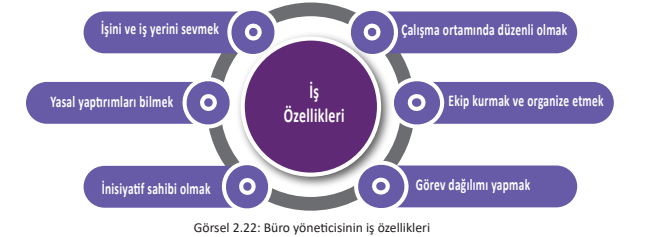 İşini ve iş yerini sevmek
Çalışma ortamında düzenli olmak
Yasal yaptırımları bilmek
İş
Özellikleri
Ekip kurmak ve organize etmek
İnisiyatif sahibi olmak
Görev dağılımı yapmak
Görsel 2.22: Büro yöneticisinin iş özellikleri